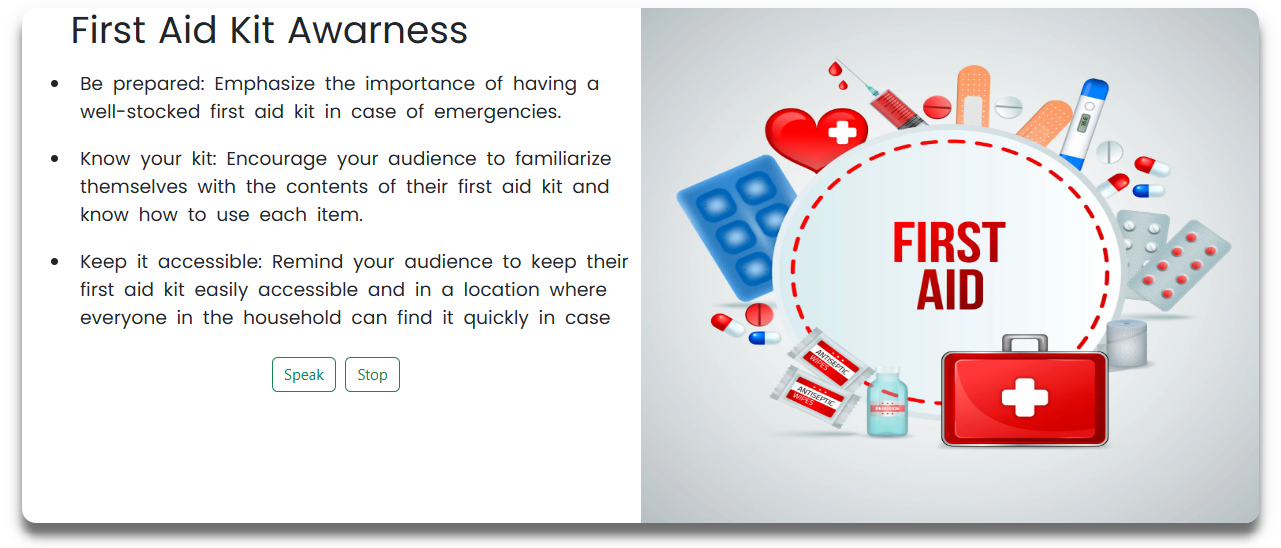 First Aid Kit Awarness
Be prepared: Emphasize the importance of having a
well-stocked first aid kit in case of emergencies.
Know your kit: Encourage your audience to familiarize
themselves with the contents of their first aid kit and
know how to use each item.
Keep it accessible: Remind your audience to keep their
first aid kit easily accessible and in a location where
everyone in the household can find it quickly in case
Speak Stop
FIRST
AID
ANTISEPTIC
WIPES
ANTISEPTIC
WIPES